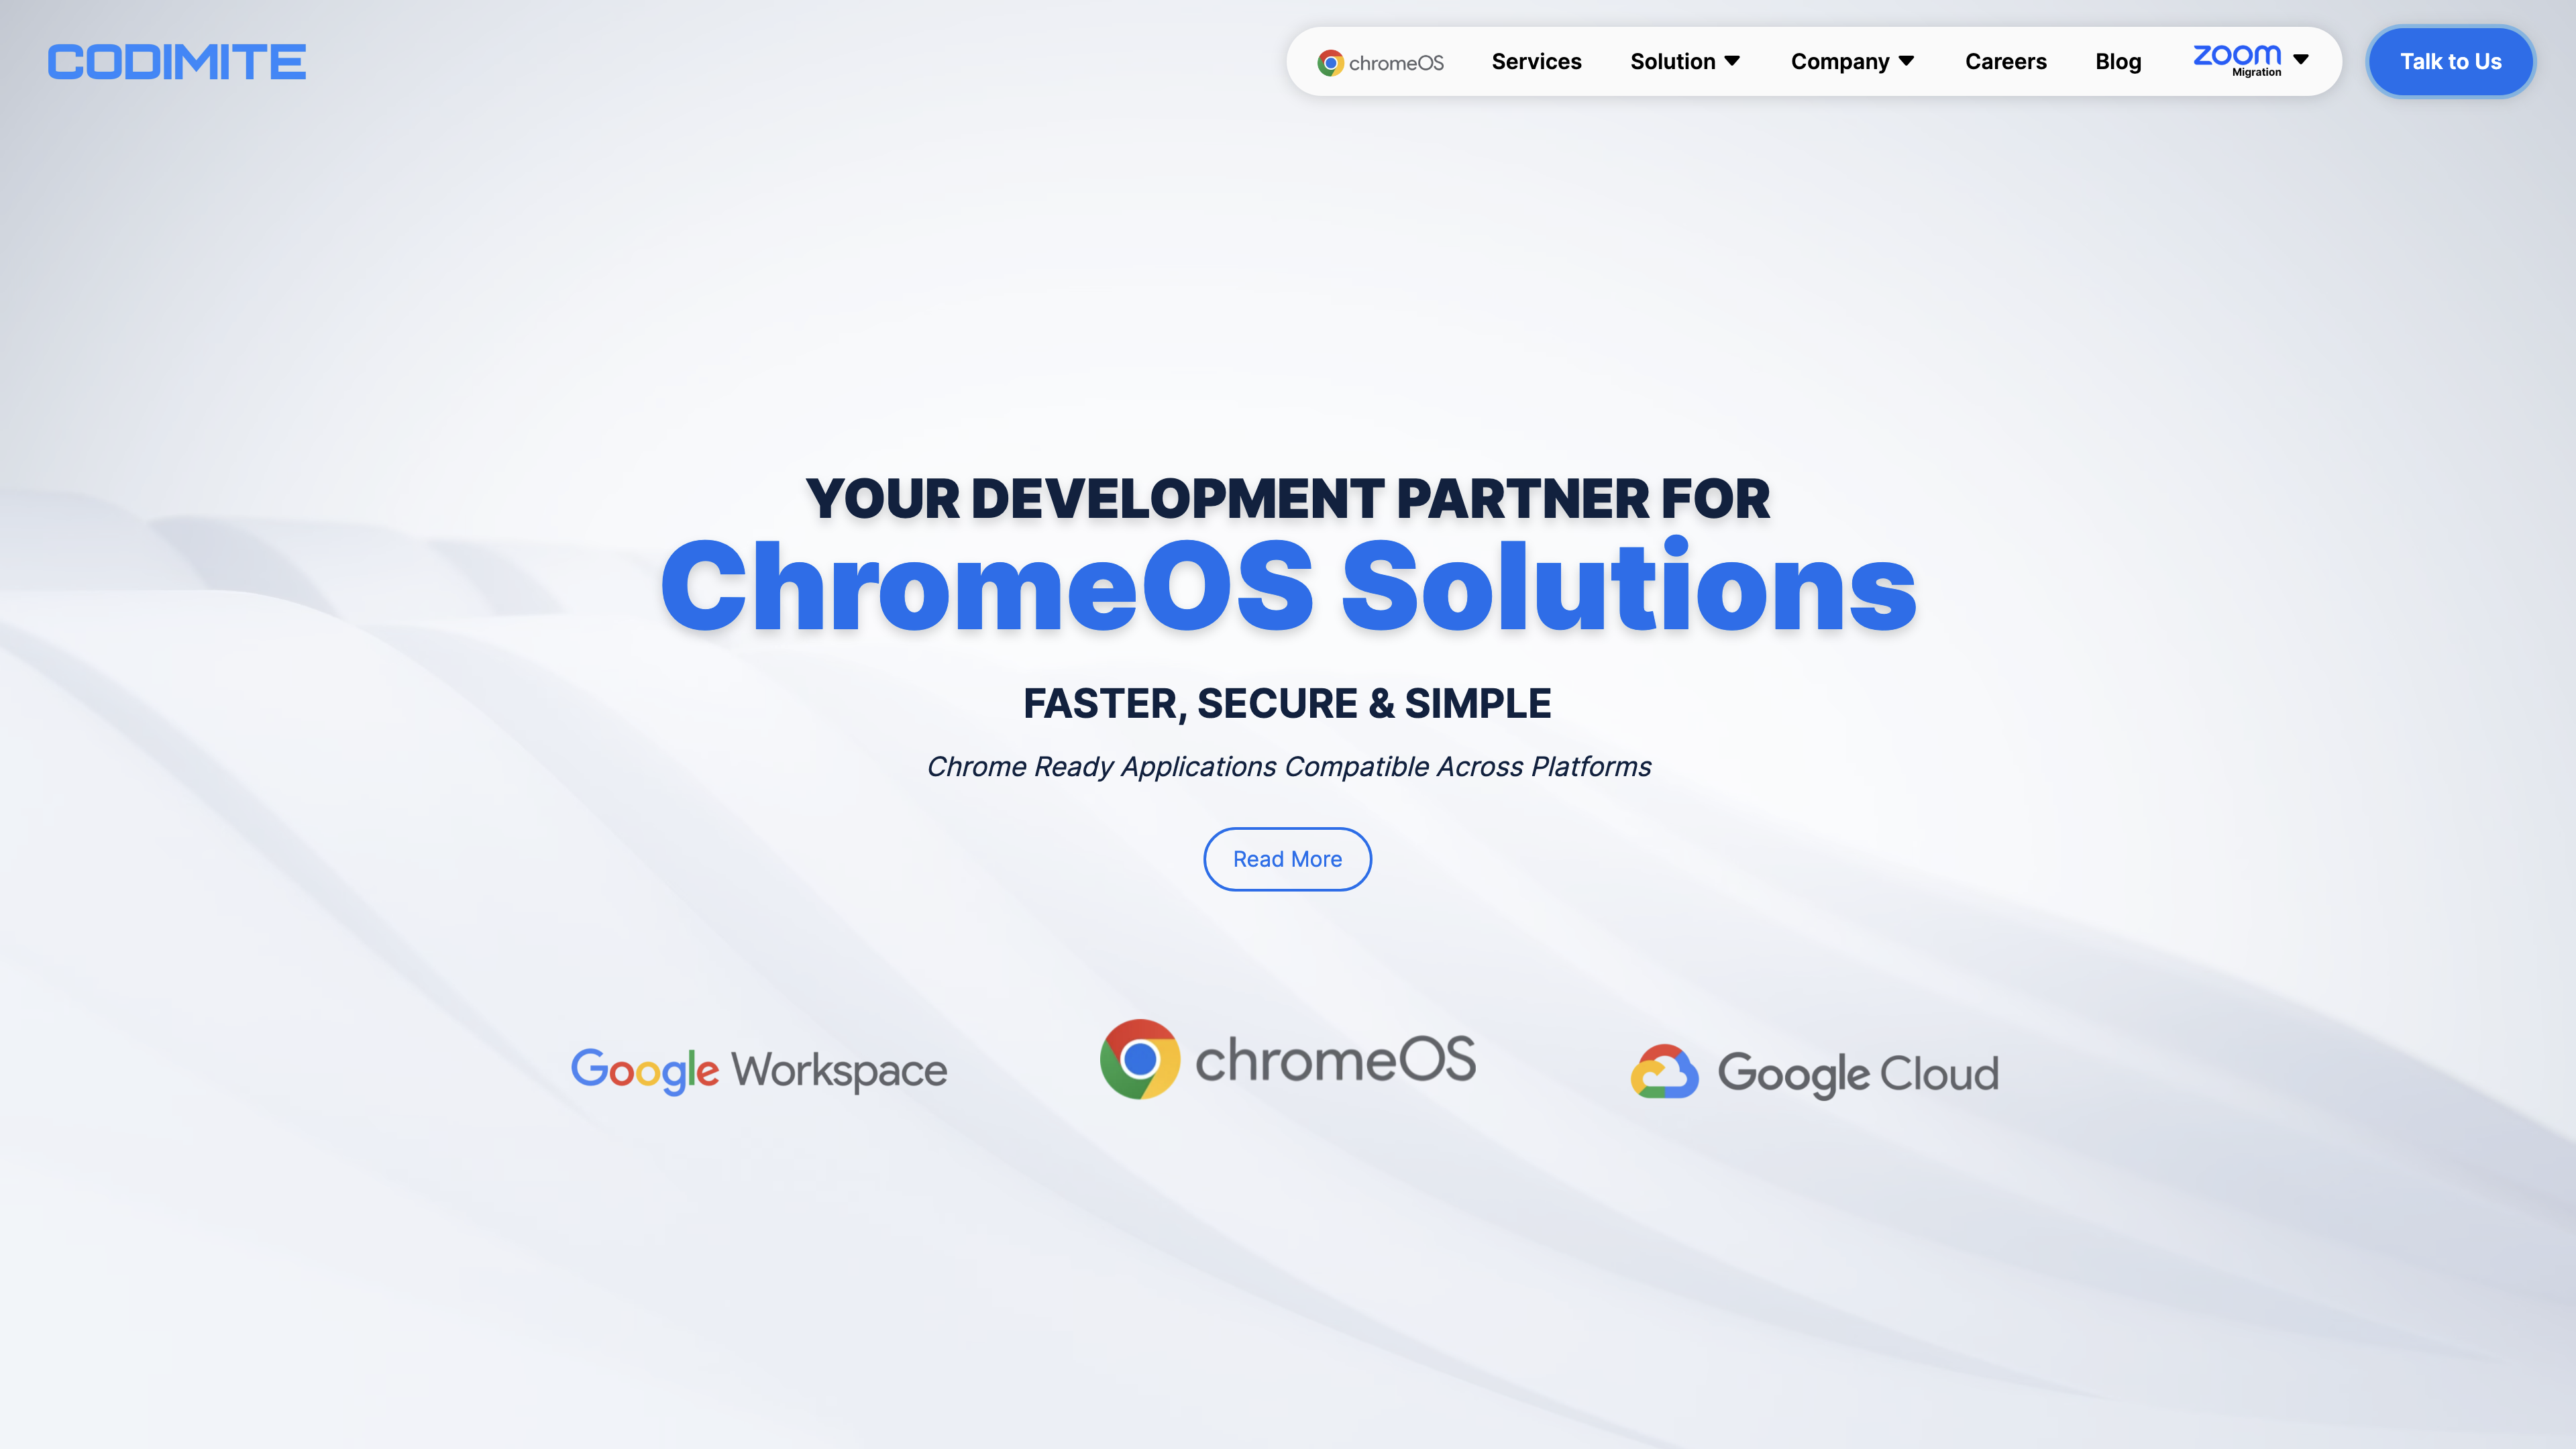 CODIMITE
chromeOS
Services
Solution
Company
Careers
Blog
zoom
Migration
Talk to Us
YOUR DEVELOPMENT PARTNER FOR
ChromeOS Solutions
FASTER, SECURE & SIMPLE
Chrome Ready Applications Compatible Across Platforms
Read More
Google Workspace
chromeOS
Google Cloud